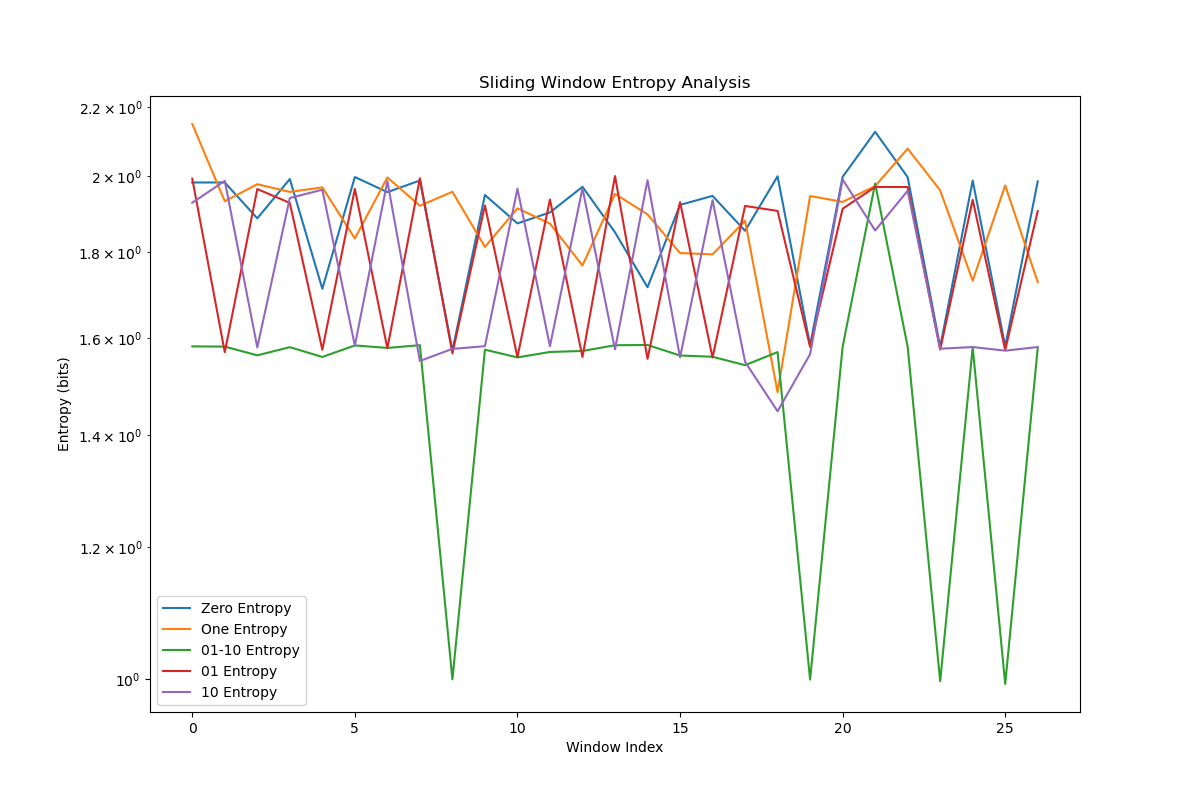 Sliding Window Entropy Analysis
Entropy (bits)
2.2 × 10⁰
2 × 10⁰
1.8 × 10⁰
1.6 × 10⁰
1.4 × 10⁰
1.2 × 10⁰
10⁰
Zero Entropy
One Entropy
01-10 Entropy
01 Entropy
10 Entropy
0 5 10 15 20 25
Window Index